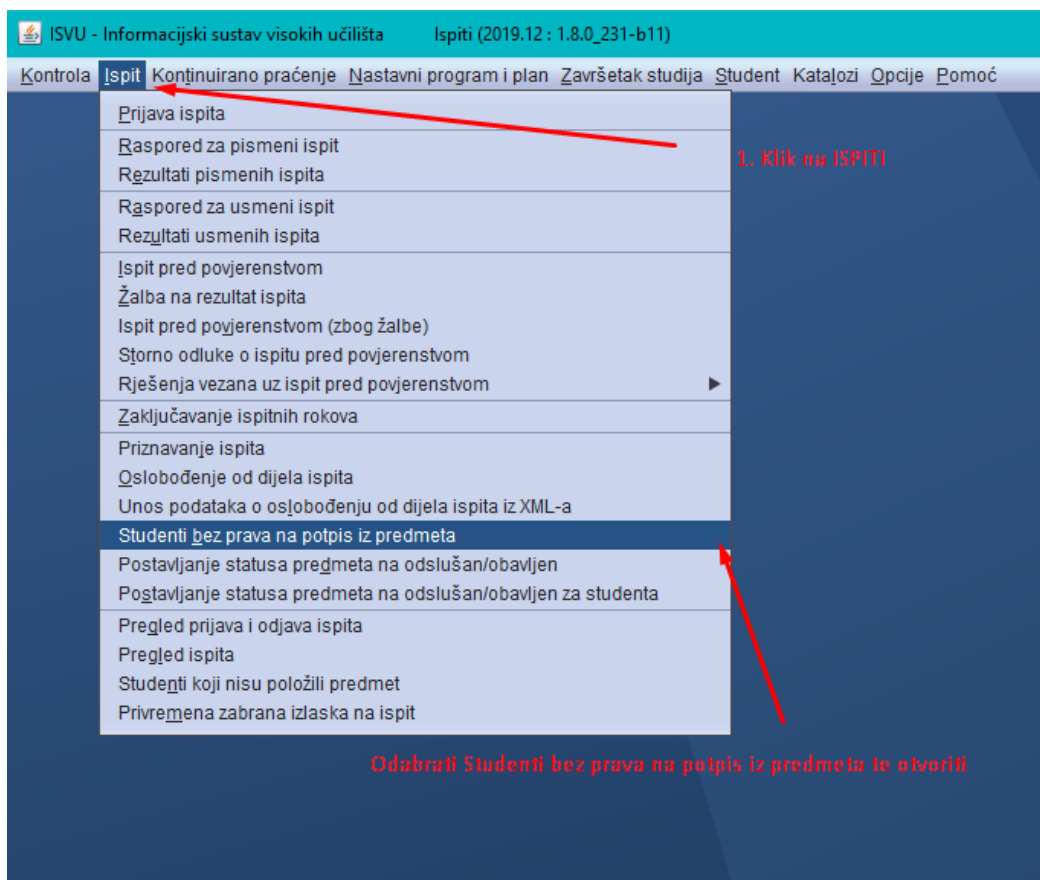 ISVU - Informacijski sustav visokih učilišta Ispiti (2019.12 : 1.8.0_231-b11)
Kontrola Ispit Kontinuirano praćenje Nastavni program i plan Završetak studija Student Katalozi Opcije Pomoć
Prijava ispita
Raspored za pismeni ispit
1. Klik na ISPITI
Rezultati pismenih ispita
Raspored za usmeni ispit
Rezultati usmenih ispita
Ispit pred povjerenstvom
Žalba na rezultat ispita
Ispit pred povjerenstvom (zbog žalbe)
Storno odluke o ispitu pred povjerenstvom
Rješenja vezana uz ispit pred povjerenstvom
Zaključavanje ispitnih rokova
Priznavanje ispita
Oslobođenje od dijela ispita
Unos podataka o oslobođenju od dijela ispita iz XML-a
Studenti bez prava na potpis iz predmeta
Postavljanje statusa predmeta na odslušan/obavljen
Postavljanje statusa predmeta na odslušan/obavljen za studenta
Pregled prijava i odjava ispita
Pregled ispita
Studenti koji nisu položili predmet
Privremena zabrana izlaska na ispit
Odabrati Studenti bez prava na potpis iz predmeta te otvoriti